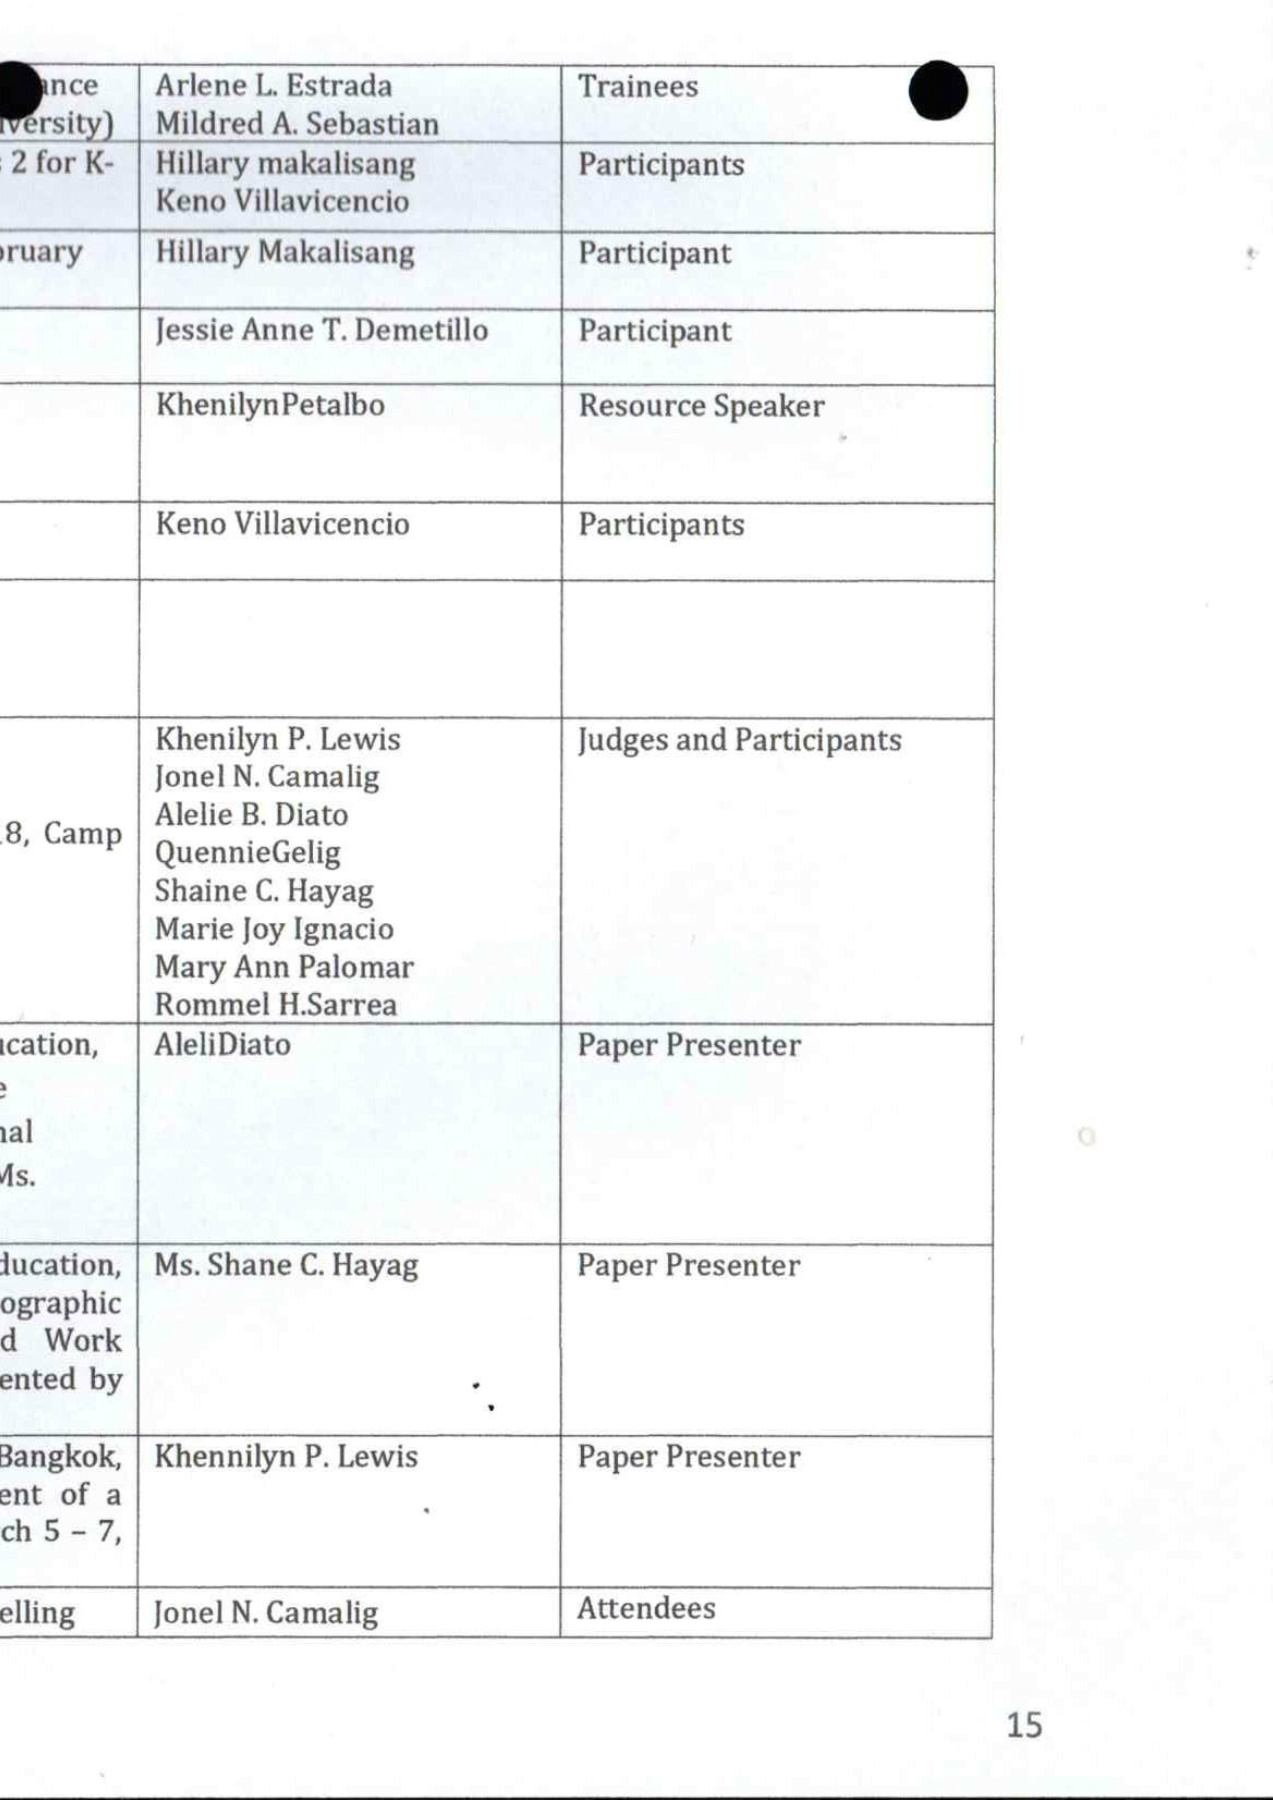 ance Arlene L. Estrada Trainees
versity) Mildred A. Sebastian
2 for K- Hillary makalisang Participants
Keno Villavicencio
ruary Hillary Makalisang Participant
Jessie Anne T. Demetillo Participant
KhenilynPetalbo Resource Speaker
Keno Villavicencio Participants
Khenilyn P. Lewis Judges and Participants
Jonel N. Camalig
Alelie B. Diato
8, Camp
QuennieGelig
Shaine C. Hayag
Marie Joy Ignacio
Mary Ann Palomar
Rommel H.Sarrea
cation, AleliDiato Paper Presenter
e
nal
Ms.
ducation, Ms. Shane C. Hayag Paper Presenter
ographic
d Work
ented by
Bangkok, Khennilyn P. Lewis Paper Presenter
ent of a
ch 5 – 7,
elling Jonel N. Camalig Attendees
15